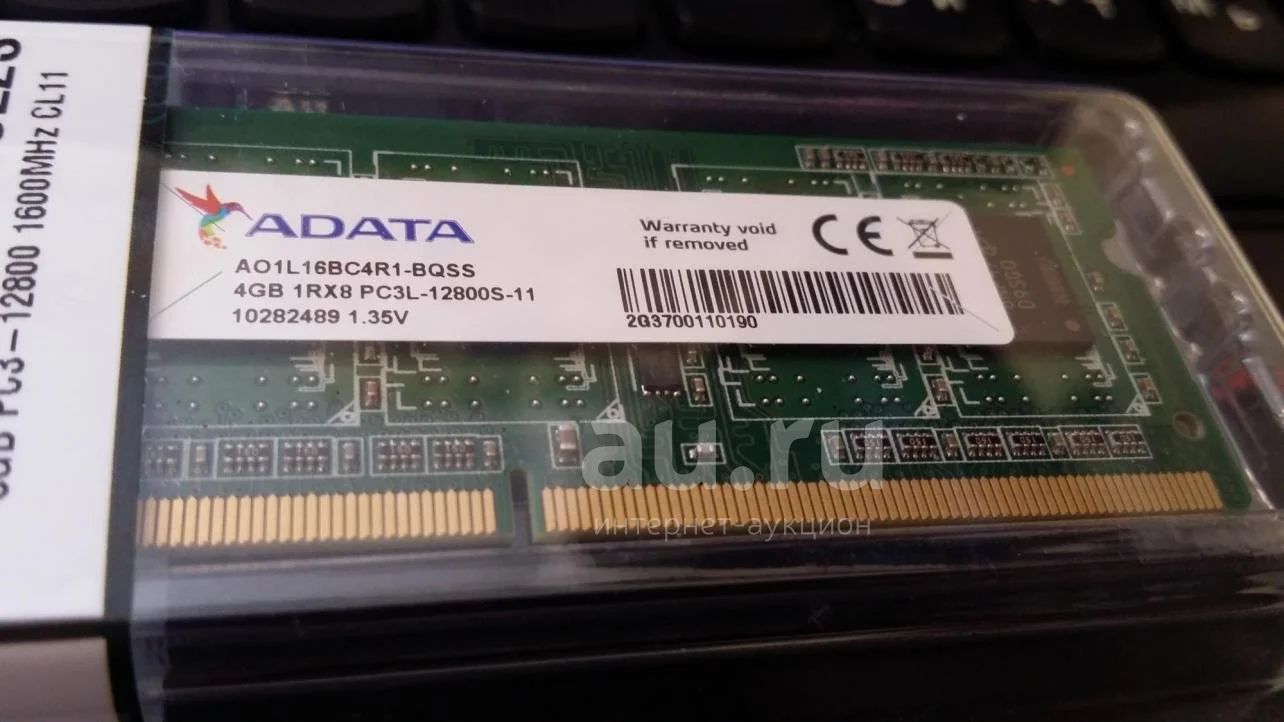 PC3-12800 1600MHz CL11
ADATA
AO1L16BC4R1-BQSS
4GB 1RX8 PC3L-12800S-11
10282489 1.35V
Warranty void
if removed
CE
2G3700110190
au.ru
интернет-аукцион